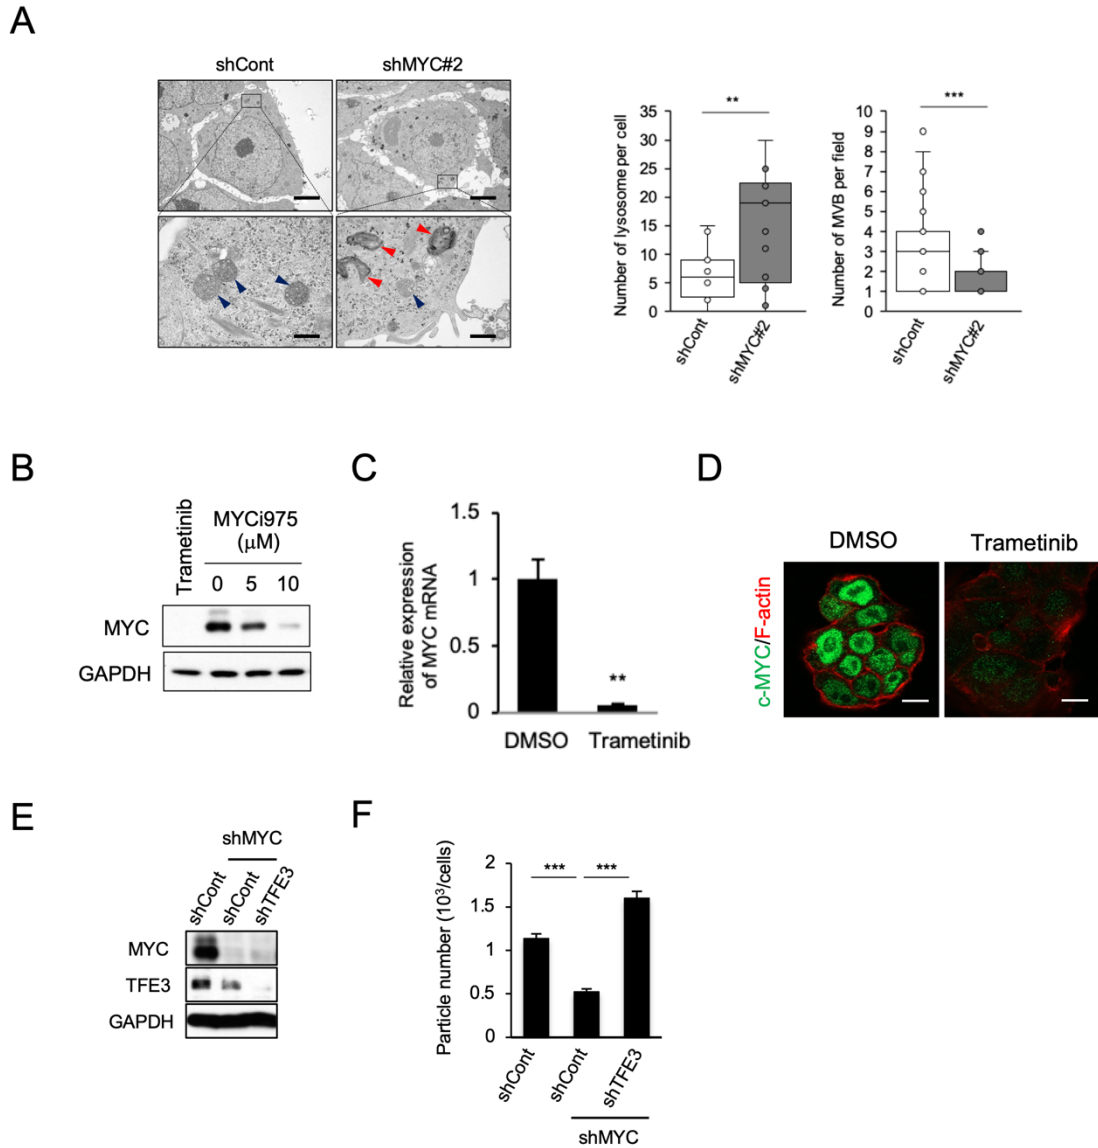 A
shCont
shMYC#2
Number of lysosome per cell
35
30
25
20
15
10
5
0
**
shCont
shMYC#2
Number of MVB per field
10
9
8
7
6
5
4
3
2
1
0
***
shCont
shMYC#2
B
Trametinib
MYCi975
(μM)
0 5 10
MYC
GAPDH
C
Relative expression
of MYC mRNA
1.5
1
0.5
0
**
DMSO Trametinib
D
c-MYC/F-actin
DMSO
Trametinib
E
shMYC
shCont
shCont
shTFE3
MYC
TFE3
GAPDH
F
Particle number (10³/cells)
2
1.5
1
0.5
0
***
***
shCont
shCont
shTFE3
shMYC